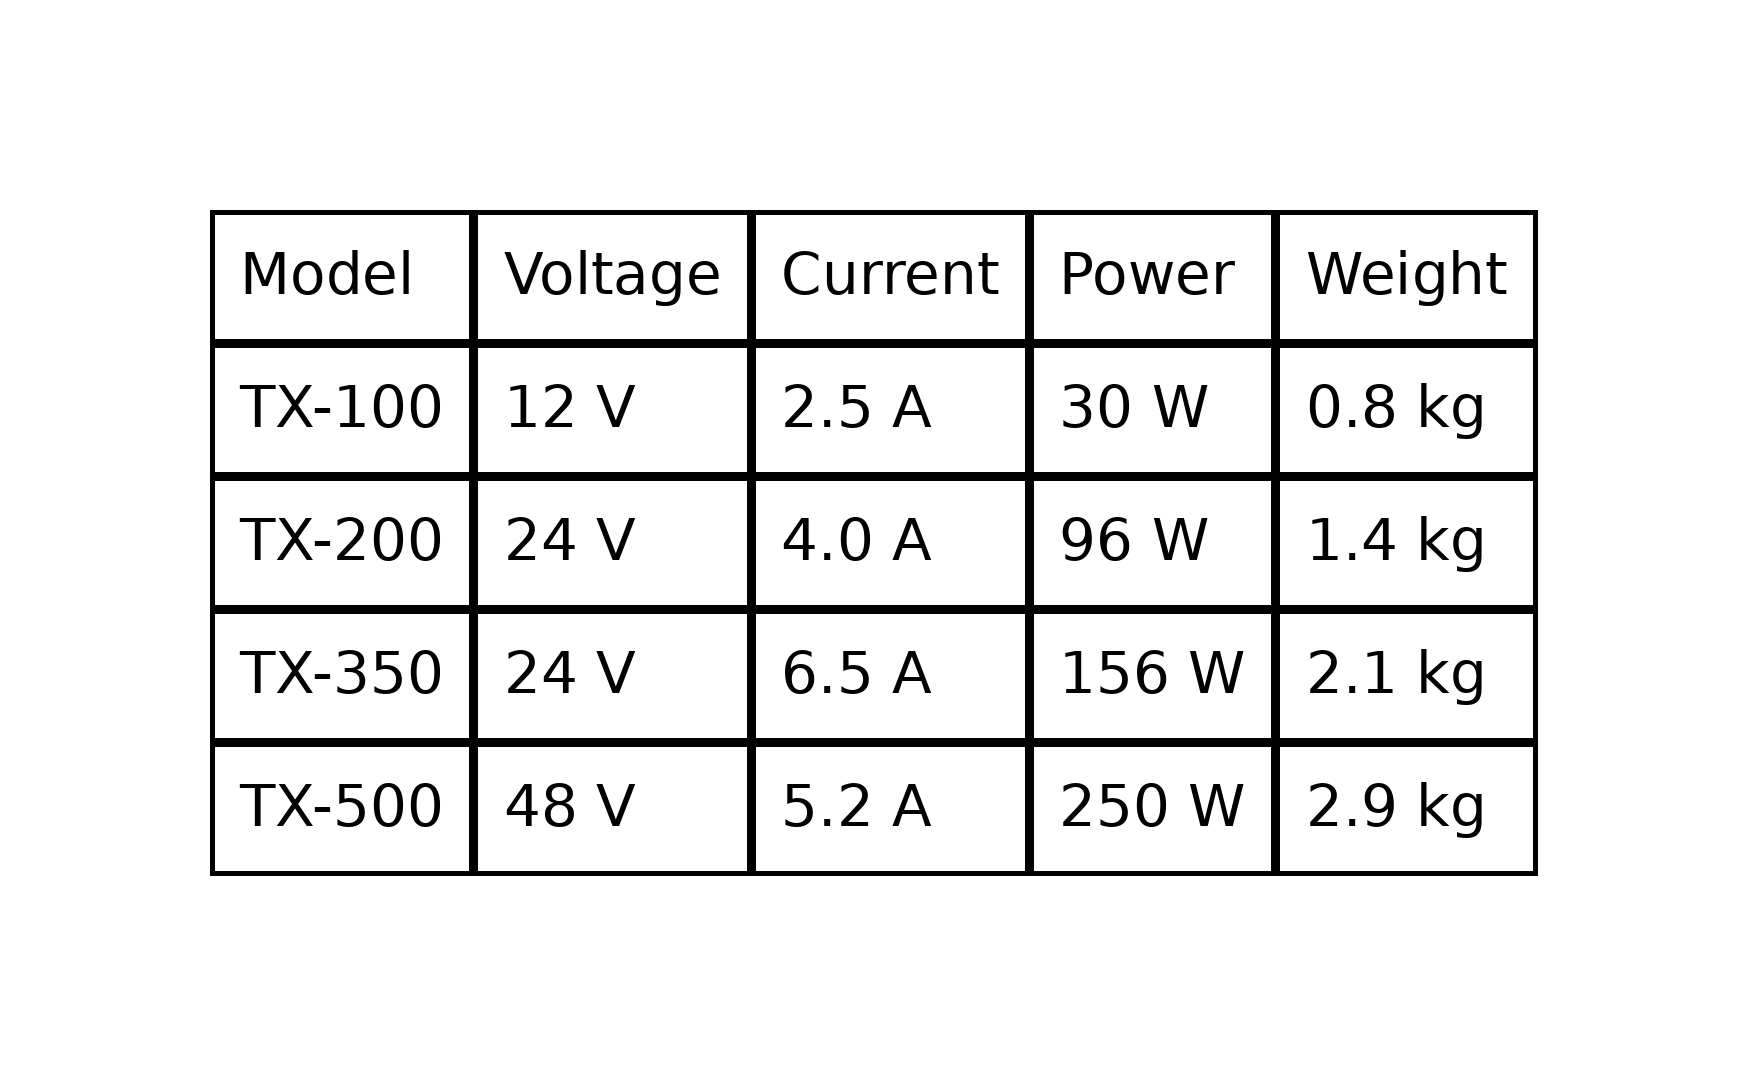 Model Voltage Current Power Weight
TX-100 12 V 2.5 A 30 W 0.8 kg
TX-200 24 V 4.0 A 96 W 1.4 kg
TX-350 24 V 6.5 A 156 W 2.1 kg
TX-500 48 V 5.2 A 250 W 2.9 kg